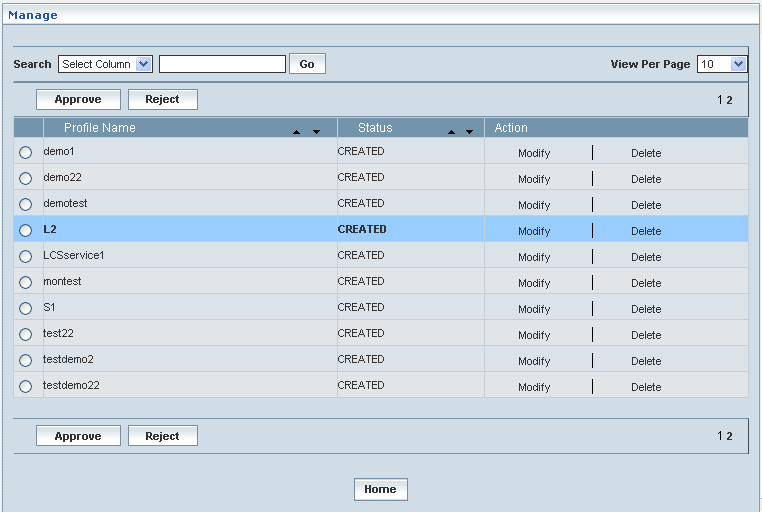 Manage
Search Select Column Go View Per Page 10
Approve Reject 1 2
Profile Name Status Action
demo1 CREATED Modify Delete
demo22 CREATED Modify Delete
demotest CREATED Modify Delete
L2 CREATED Modify Delete
LCSservice1 CREATED Modify Delete
montest CREATED Modify Delete
S1 CREATED Modify Delete
test22 CREATED Modify Delete
testdemo2 CREATED Modify Delete
testdemo22 CREATED Modify Delete
Approve Reject 1 2
Home